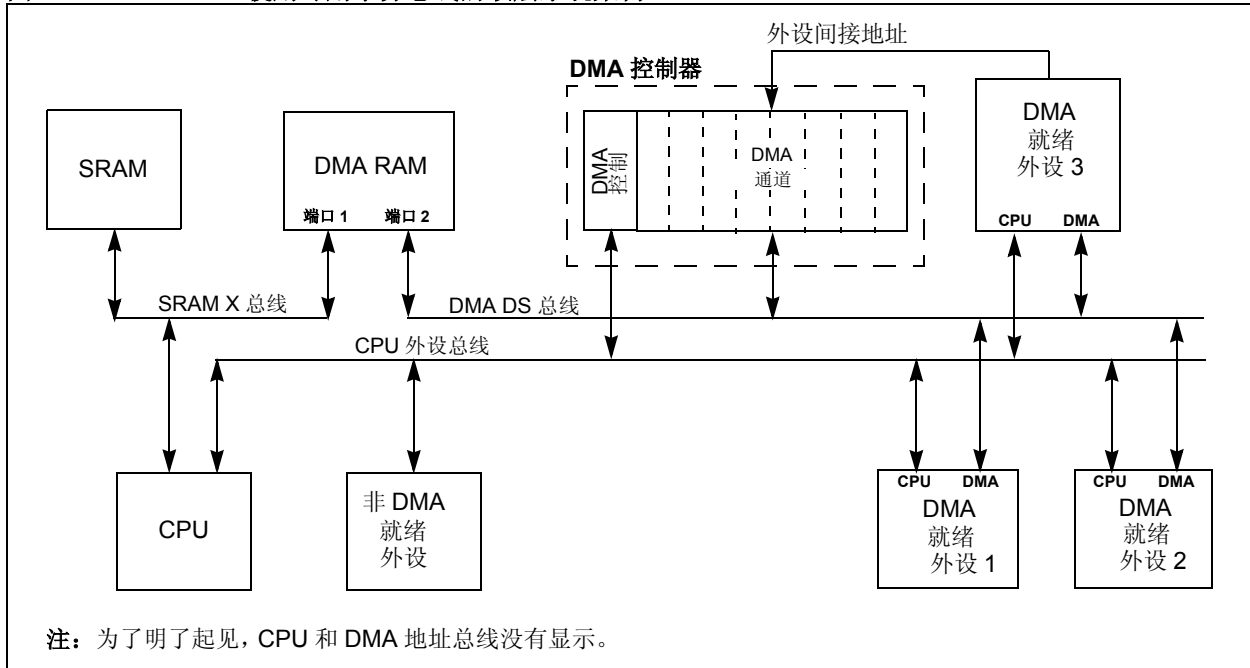 外设间接地址
DMA 控制器
SRAM
DMA RAM
端口 1 端口 2
DMA
控制
DMA
通道
DMA
就绪
外设 3
CPU DMA
SRAM X 总线
DMA DS 总线
CPU 外设总线
CPU
非 DMA
就绪
外设
CPU DMA
DMA
就绪
外设 1
CPU DMA
DMA
就绪
外设 2
注：为了明了起见，CPU 和 DMA 地址总线没有显示。